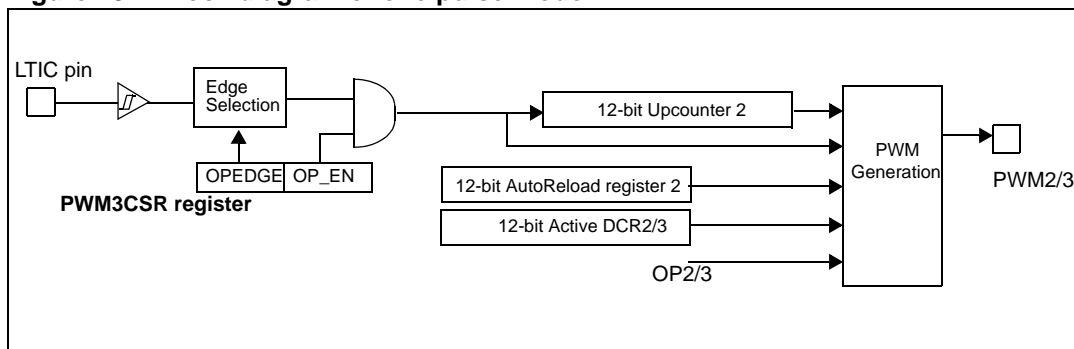 LTIC pin
Edge
Selection
12-bit Upcounter 2
OPEDGE OP_EN
PWM3CSR register
12-bit AutoReload register 2
12-bit Active DCR2/3
OP2/3
PWM
Generation
PWM2/3